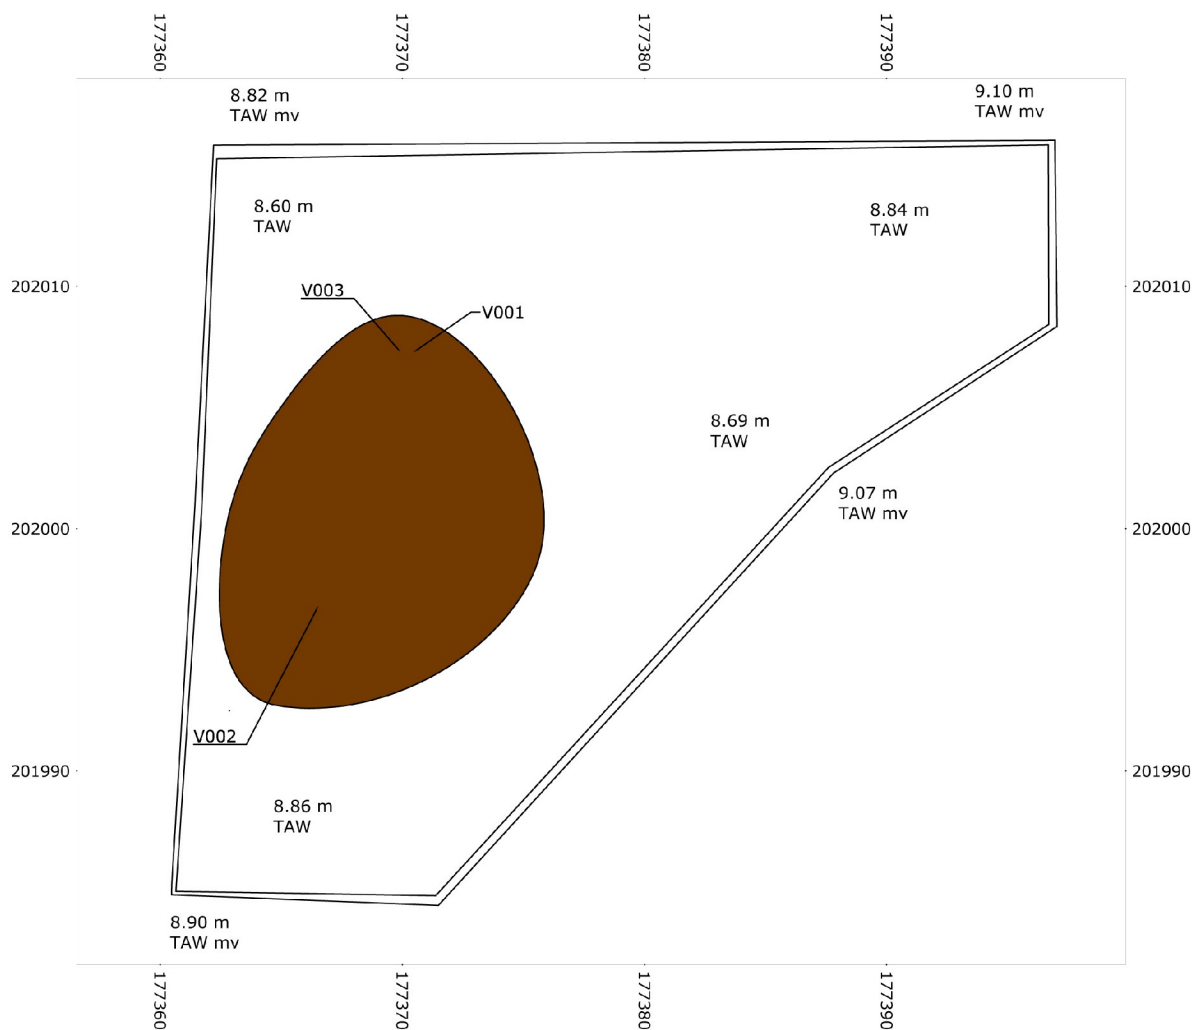 177360
177370
177380
177390
8.82 m
TAW mv
9.10 m
TAW mv
8.60 m
TAW
8.84 m
TAW
202010
V003
V001
202010
8.69 m
TAW
9.07 m
TAW mv
202000
202000
V002
201990
201990
8.86 m
TAW
8.90 m
TAW mv
177360
177370
177380
177390